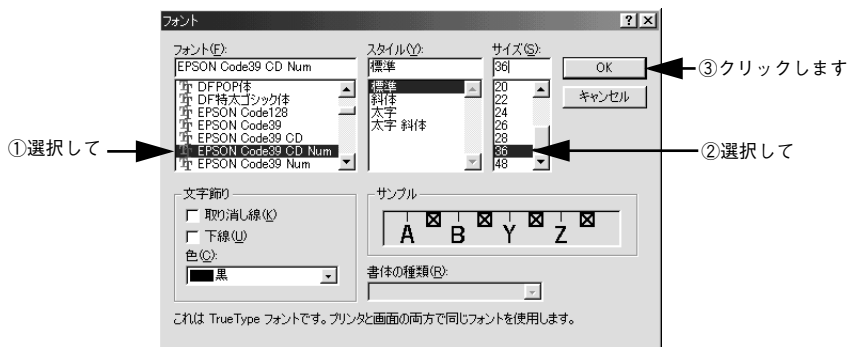 フォント
フォント(F):
EPSON Code39 CD Num
DFPOP体
DF特太ゴシック体
EPSON Code128
EPSON Code39
EPSON Code39 CD
EPSON Code39 CD Num
EPSON Code39 Num
スタイル(Y):
標準
標準
斜体
太字
太字 斜体
サイズ(S):
36
20
22
24
26
28
36
48
OK
キャンセル
③クリックします
①選択して
②選択して
文字飾り
取り消し線(K)
下線(U)
色(C):
黒
サンプル
A B Y Z
書体の種類(R):
これは TrueType フォントです。プリンタと画面の両方で同じフォントを使用します。